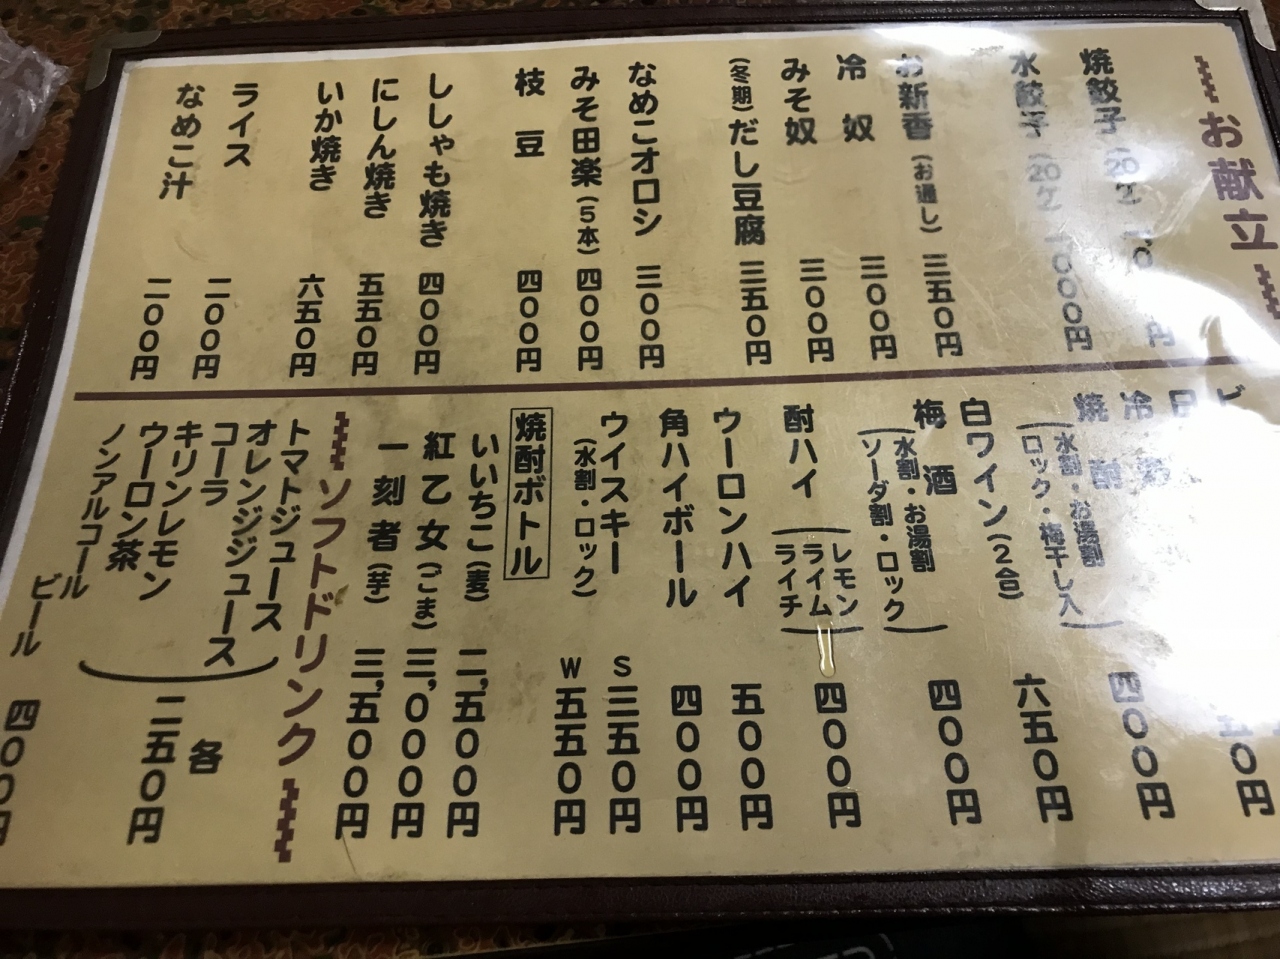 お献立
焼餃子
水餃子 (20ケ 一〇〇〇円
お新香 (お通し) 三五〇円
冷奴 三〇〇円
みそ奴 三〇〇円
(冬期)だし豆腐 三五〇円
なめこオロシ 三〇〇円
みそ田楽(5本) 四〇〇円
枝豆 四〇〇円
ししゃも焼き 四〇〇円
にしん焼き 五五〇円
いか焼き 六五〇円
ライス 二〇〇円
なめこ汁 二〇〇円
焼酎 四〇〇円
(水割・お湯割
ロック・梅干し入)
白ワイン(2合) 六五〇円
梅酒 四〇〇円
(水割・お湯割
ソーダ割・ロック)
酎ハイ 四〇〇円
(レモン
ライム
ライチ)
ウーロンハイ 五〇〇円
角ハイボール 四〇〇円
ウイスキー S 三五〇円
(水割・ロック) W 五五〇円
焼酎ボトル
いいちこ(麦) 二,五〇〇円
紅乙女(ごま) 三,〇〇〇円
一刻者(芋) 三,五〇〇円
ソフトドリンク
トマトジュース
オレンジジュース
コーラ
キリンレモン
ウーロン茶
各二五〇円
ノンアルコール
ビール 四〇〇円